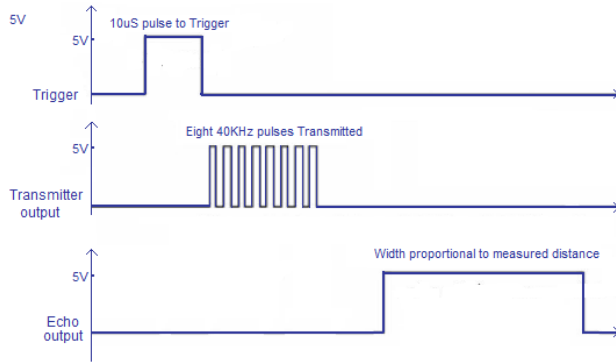 5V
10uS pulse to Trigger
5V
Trigger
Eight 40KHz pulses Transmitted
5V
Transmitter
output
Width proportional to measured distance
5V
Echo
output